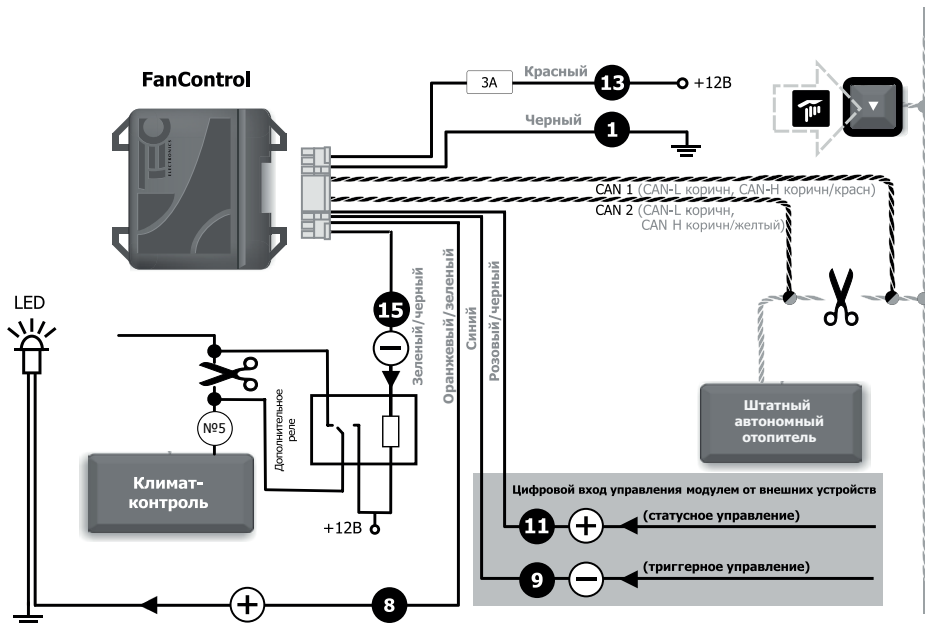 FanControl
TEC
ELECTRONICS
3А
Красный
13
+12В
Черный
1
CAN 1 (CAN-L коричн, CAN-H коричн/красн)
CAN 2 (CAN-L коричн,
CAN H коричн/желтый)
15
Зеленый/черный
Оранжевый/зеленый
Синий
Розовый/черный
LED
№5
Дополнительное
реле
Климат-
контроль
+12В
Штатный
автономный
отопитель
Цифровой вход управления модулем от внешних устройств
11
(статусное управление)
9
(триггерное управление)
8